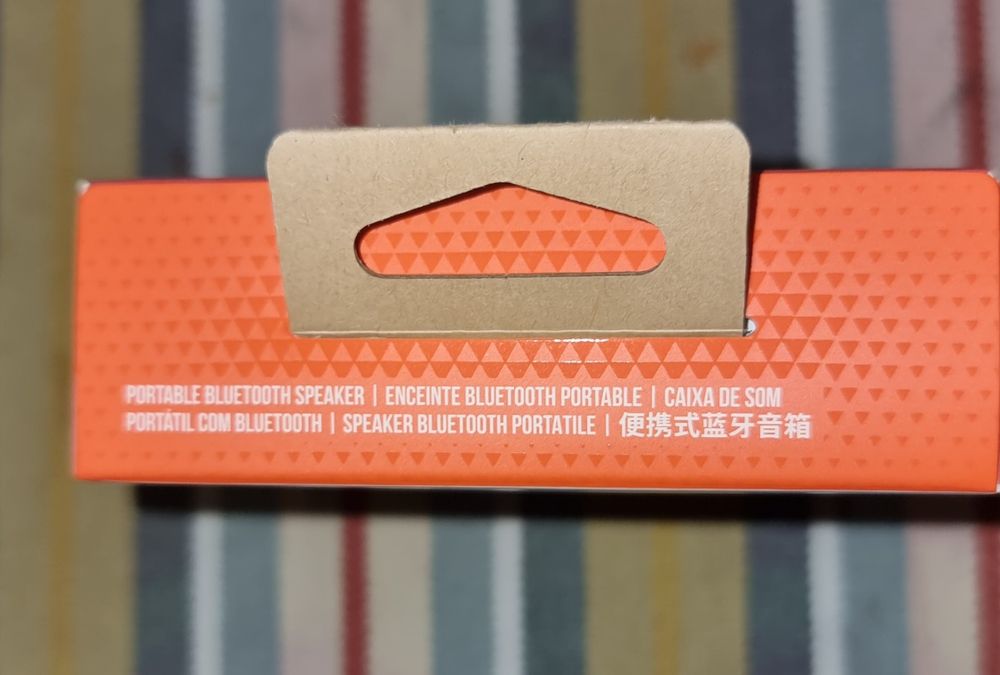 PORTABLE BLUETOOTH SPEAKER | ENCEINTE BLUETOOTH PORTABLE | CAIXA DE SOM
PORTÁTIL COM BLUETOOTH | SPEAKER BLUETOOTH PORTATILE | 便携式蓝牙音箱